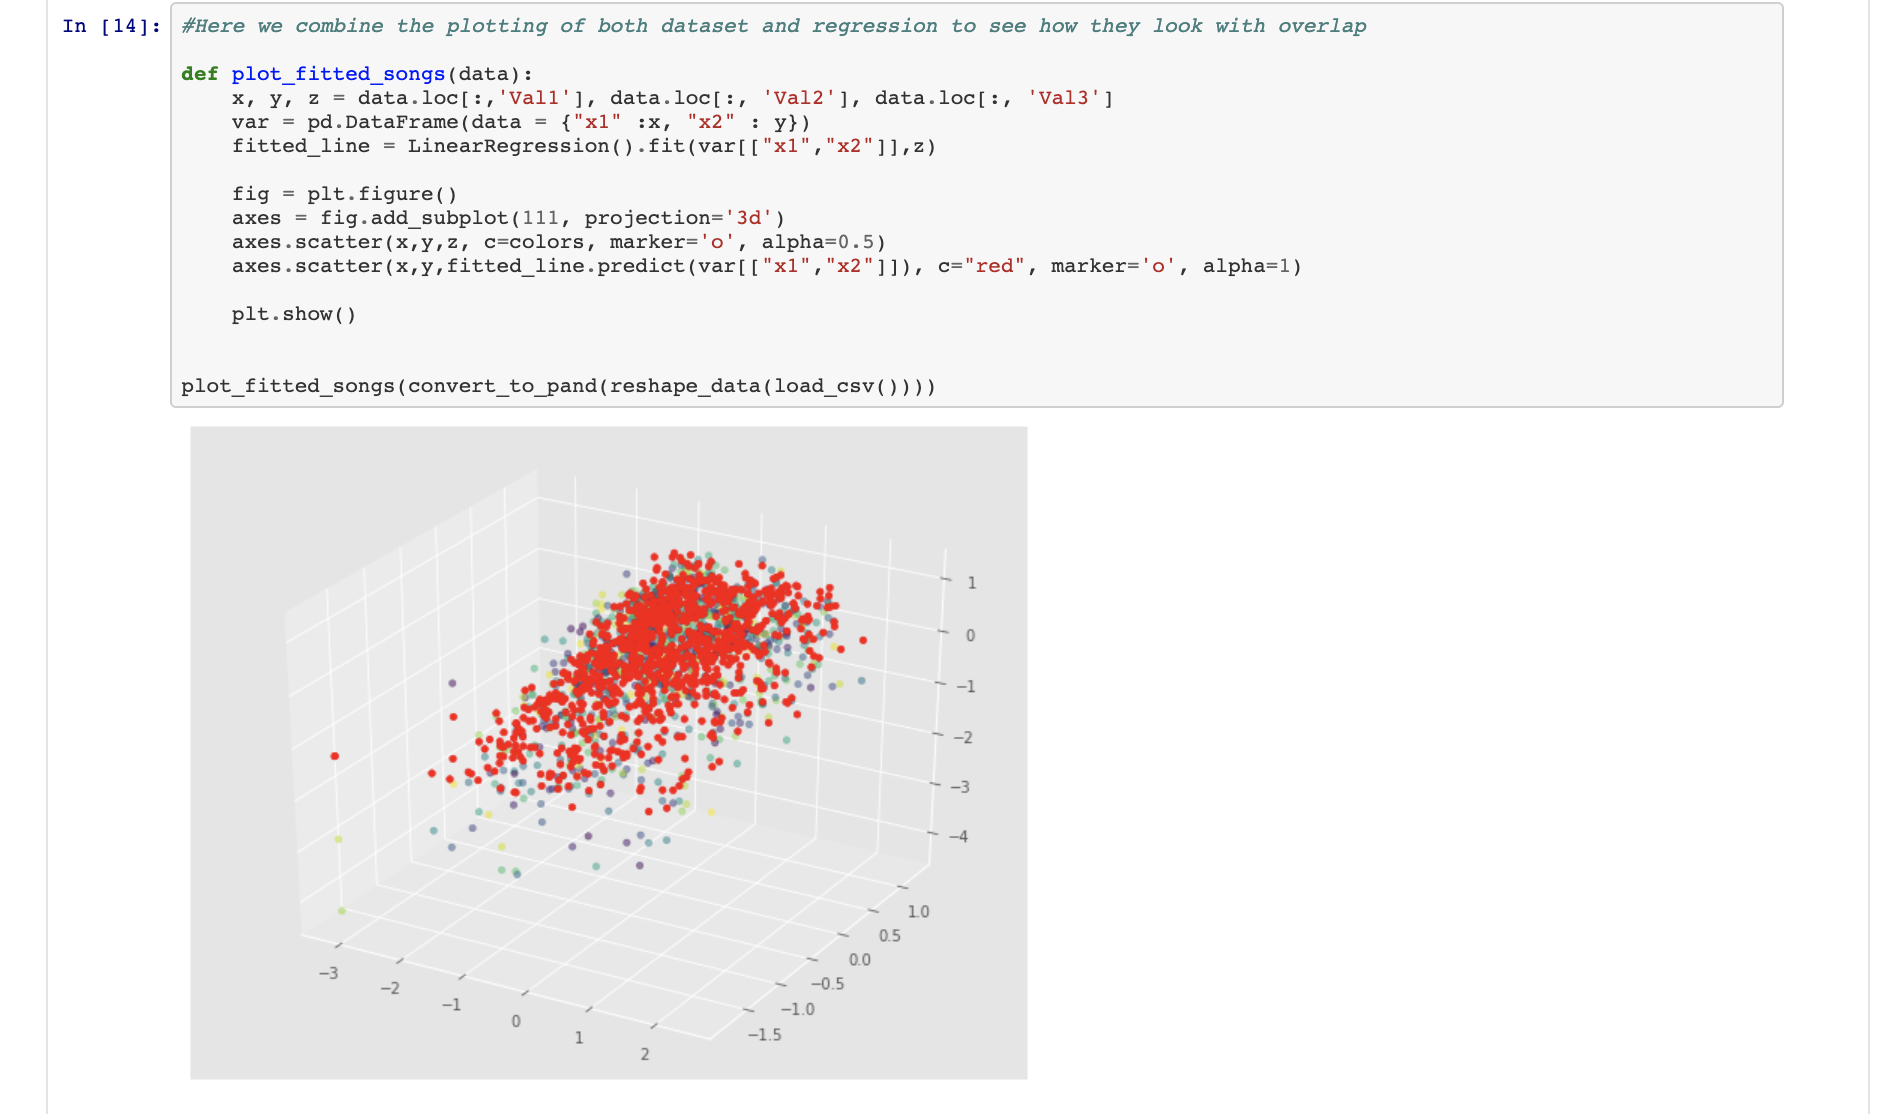 In [14]: #Here we combine the plotting of both dataset and regression to see how they look with overlap
def plot_fitted_songs(data):
    x, y, z = data.loc[:,'Val1'], data.loc[:, 'Val2'], data.loc[:, 'Val3']
    var = pd.DataFrame(data = {"x1" :x, "x2" : y})
    fitted_line = LinearRegression().fit(var[["x1","x2"]],z)
    fig = plt.figure()
    axes = fig.add_subplot(111, projection='3d')
    axes.scatter(x,y,z, c=colors, marker='o', alpha=0.5)
    axes.scatter(x,y,fitted_line.predict(var[["x1","x2"]]), c="red", marker='o', alpha=1)
    plt.show()
plot_fitted_songs(convert_to_pand(reshape_data(load_csv())))
1
0
−1
−2
−3
−4
1.0
0.5
0.0
−0.5
−1.0
−1.5
−3
−2
−1
0
1
2